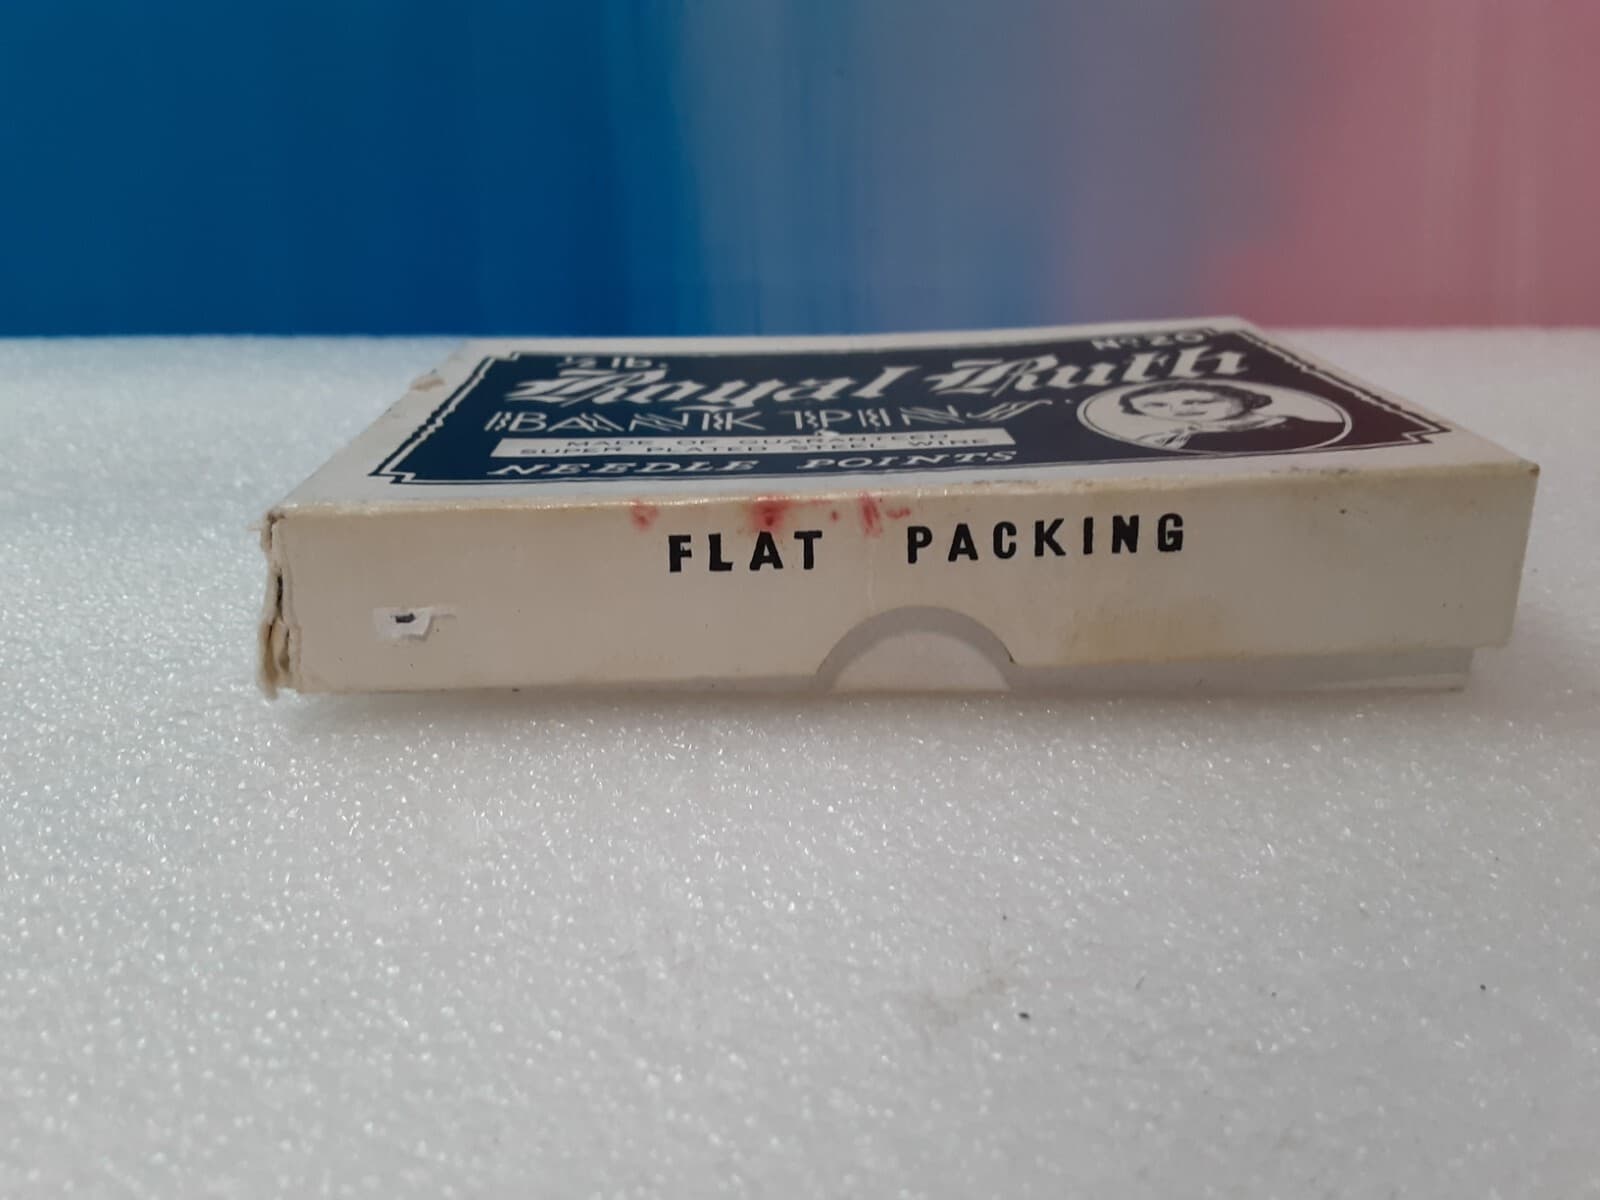 ½ lb.
No 20
Royal Ruth
BANK PINS
MADE OF GUARANTEED
SUPER PLATED STEEL WIRE
NEEDLE POINTS
FLAT PACKING